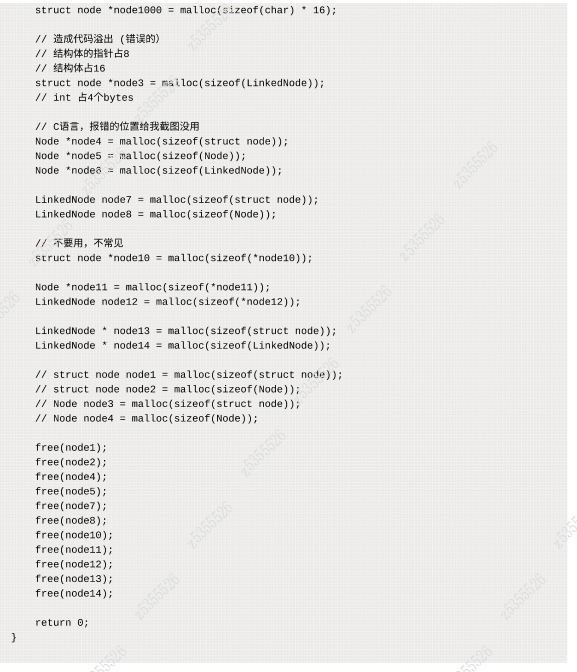 struct node *node1000 = malloc(sizeof(char) * 16);
// 造成代码溢出 (错误的)
// 结构体的指针占8
// 结构体占16
struct node *node3 = malloc(sizeof(LinkedNode));
// int 占4个bytes
// C语言，报错的位置给我截图没用
Node *node4 = malloc(sizeof(struct node));
Node *node5 = malloc(sizeof(Node));
Node *node6 = malloc(sizeof(LinkedNode));
LinkedNode node7 = malloc(sizeof(struct node));
LinkedNode node8 = malloc(sizeof(Node));
// 不要用，不常见
struct node *node10 = malloc(sizeof(*node10));
Node *node11 = malloc(sizeof(*node11));
LinkedNode node12 = malloc(sizeof(*node12));
LinkedNode * node13 = malloc(sizeof(struct node));
LinkedNode * node14 = malloc(sizeof(LinkedNode));
// struct node node1 = malloc(sizeof(struct node));
// struct node node2 = malloc(sizeof(Node));
// Node node3 = malloc(sizeof(struct node));
// Node node4 = malloc(sizeof(Node));
free(node1);
free(node2);
free(node4);
free(node5);
free(node7);
free(node8);
free(node10);
free(node11);
free(node12);
free(node13);
free(node14);
return 0;
}
z5355526